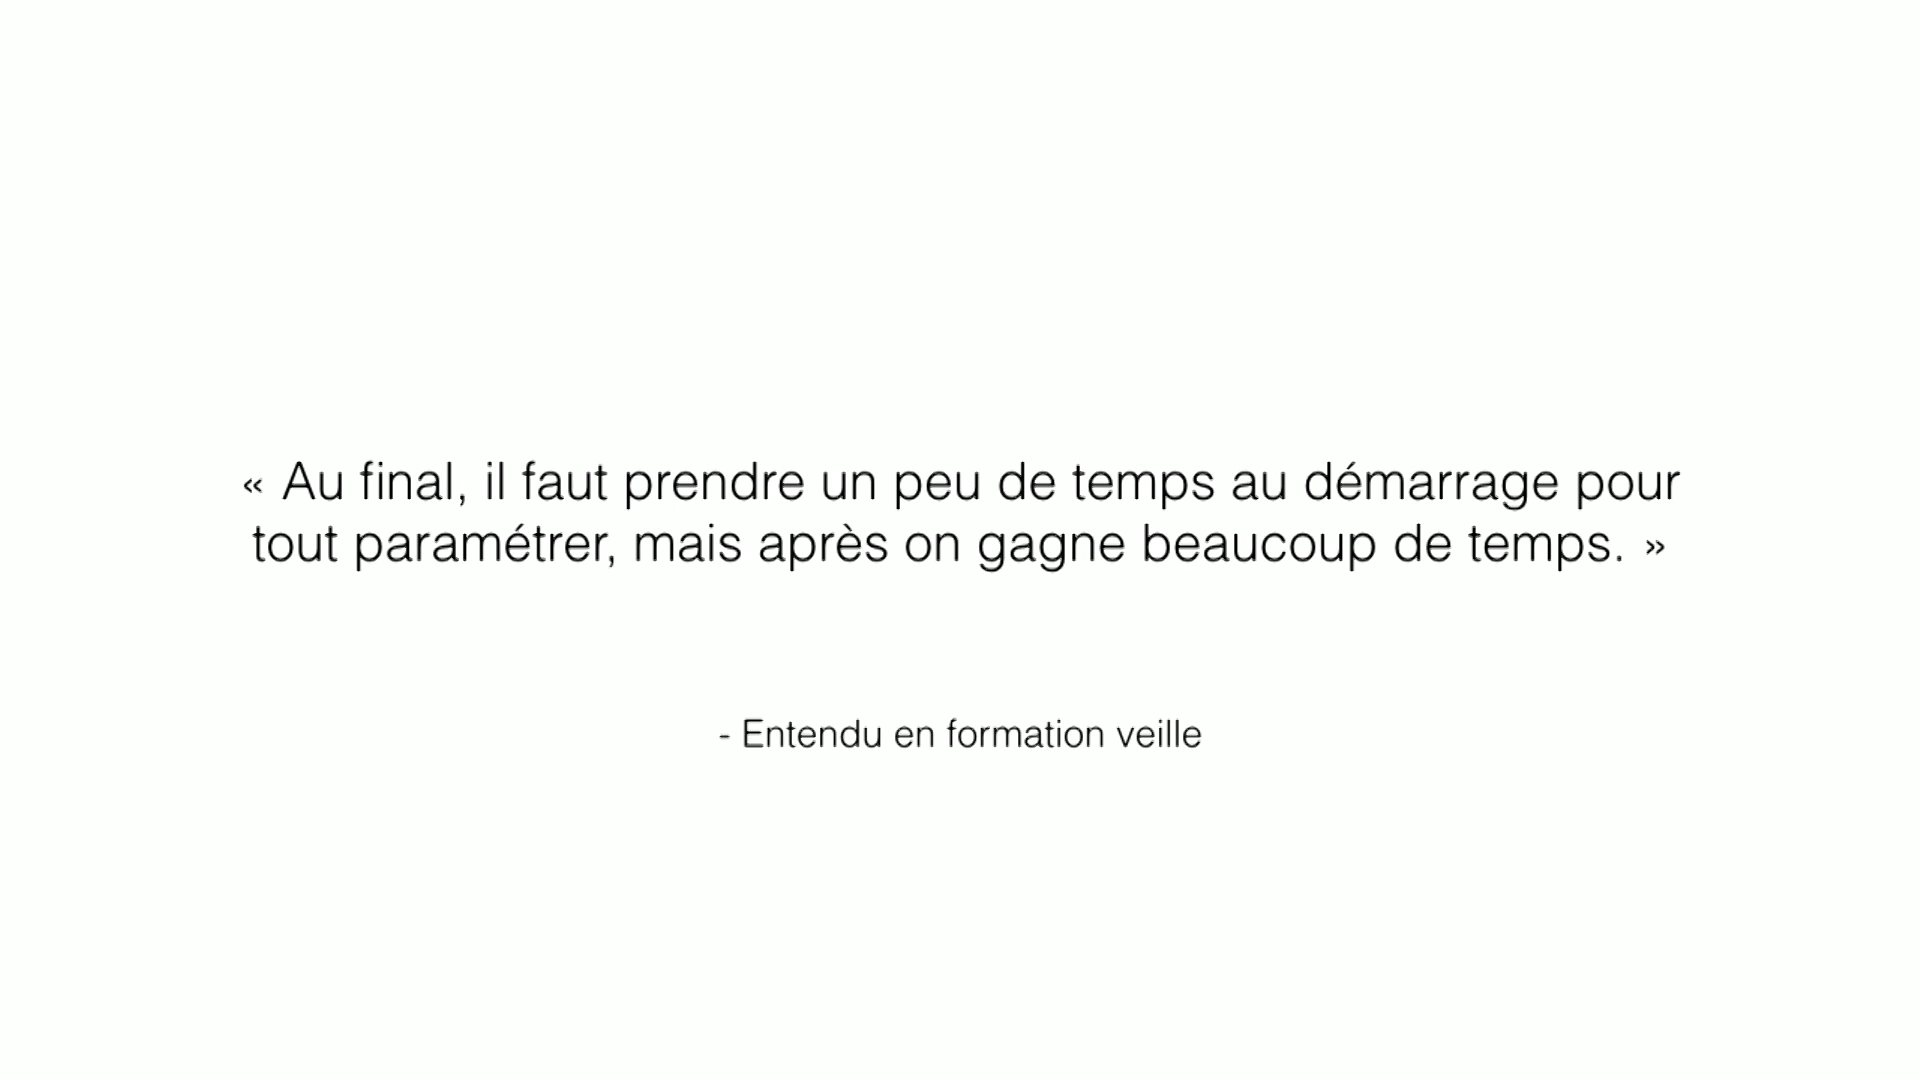 « Au final, il faut prendre un peu de temps au démarrage pour
tout paramétrer, mais après on gagne beaucoup de temps. »
- Entendu en formation veille